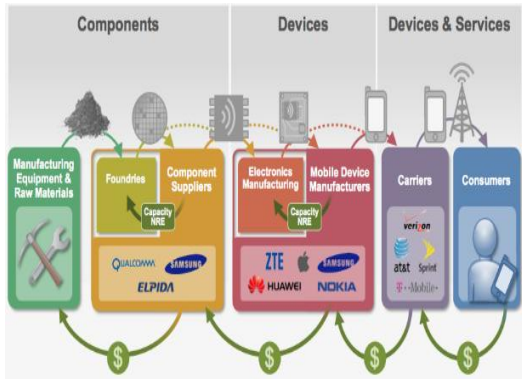 Components
Devices
Devices & Services
Manufacturing
Equipment &
Raw Materials
Foundries
Component
Suppliers
Capacity
NRE
QUALCOMM
SAMSUNG
ELPIDA
Electronics
Manufacturing
Mobile Device
Manufacturers
Capacity
NRE
ZTE
SAMSUNG
HUAWEI
NOKIA
Carriers
verizon
at&t
Sprint
T-Mobile
Consumers
$
$
$
$